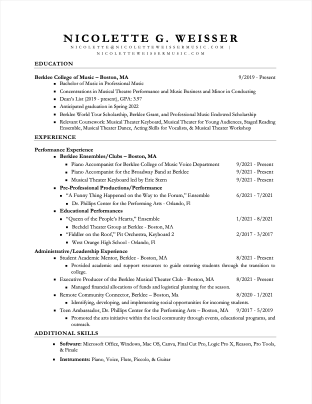 NICOLETTE G. WEISSER
NICOLETTE@NICOLETTEWEISSERMUSIC.COM |
NICOLETTEWEISSERMUSIC.COM
EDUCATION
Berklee College of Music – Boston, MA 9/2019 - Present
• Bachelor of Music in Professional Music
• Concentrations in Musical Theater Performance and Music Business and Minor in Conducting
• Dean's List (2019 - present), GPA: 3.97
• Anticipated graduation in Spring 2022
• Berklee World Tour Scholarship, Berklee Grant, and Professional Music Endowed Scholarship
• Relevant Coursework: Musical Theater Keyboard, Musical Theater for Young Audiences, Staged Reading
Ensemble, Musical Theater Dance, Acting Skills for Vocalists, & Musical Theater Workshop
EXPERIENCE
Performance Experience
• Berklee Ensembles/Clubs – Boston, MA
• Piano Accompanist for Berklee College of Music Voice Department 9/2021 - Present
• Piano Accompanist for the Broadway Band at Berklee 9/2021 - Present
• Musical Theater Keyboard led by Eric Stern 9/2021 - Present
• Pre-Professional Productions/Performance
• "A Funny Thing Happened on the Way to the Forum," Ensemble 6/2021 - 7/2021
• Dr. Phillips Center for the Performing Arts - Orlando, Fl
• Educational Performances
• "Queens of the People's Hearts," Ensemble 1/2021 - 8/2021
• Bechdel Theater Group at Berklee - Boston, MA
• "Fiddler on the Roof," Pit Orchestra, Keyboard 2 2/2017 - 3/2017
• West Orange High School - Orlando, Fl
Administrative/Leadership Experience
• Student Academic Mentor, Berklee - Boston, MA 8/2021 - Present
• Provided academic and support resources to guide entering students through the transition to
college.
• Executive Producer of the Berklee Musical Theater Club - Boston, MA 8/2021 - Present
• Managed financial allocations of funds and logistical planning for the season.
• Remote Community Connector, Berklee – Boston, Ma 8/2020 - 1/2021
• Identifying, developing, and implementing social opportunities for incoming students.
• Teen Ambassador, Dr. Phillips Center for the Performing Arts – Orlando, FL 9/2017 - 5/2019
• Promoted arts initiative within the local community through events, educational programs, and
outreach.
ADDITIONAL SKILLS
• Software: Microsoft Office, Windows, Mac OS, Canva, Final Cut Pro, Logic Pro X, Reason, Pro Tools,
& Finale
• Instruments: Piano, Voice, Flute, Piccolo, & Guitar